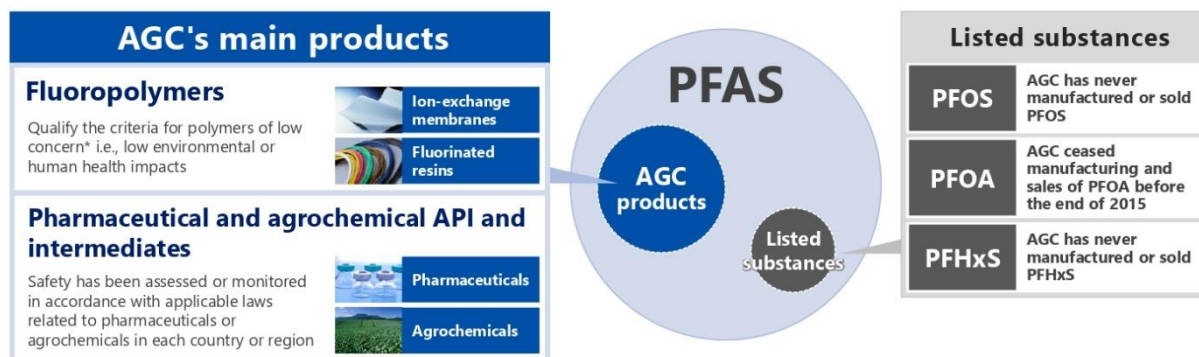 AGC's main products
Fluoropolymers
Qualify the criteria for polymers of low
concern* i.e., low environmental or
human health impacts
Ion-exchange
membranes
Fluorinated
resins
Pharmaceutical and agrochemical API and
intermediates
Safety has been assessed or monitored
in accordance with applicable laws
related to pharmaceuticals or
agrochemicals in each country or region
Pharmaceuticals
Agrochemicals
PFAS
AGC
products
Listed
substances
Listed substances
PFOS
AGC has never
manufactured or sold
PFOS
PFOA
AGC ceased
manufacturing and
sales of PFOA before
the end of 2015
PFHxS
AGC has never
manufactured or sold
PFHxS